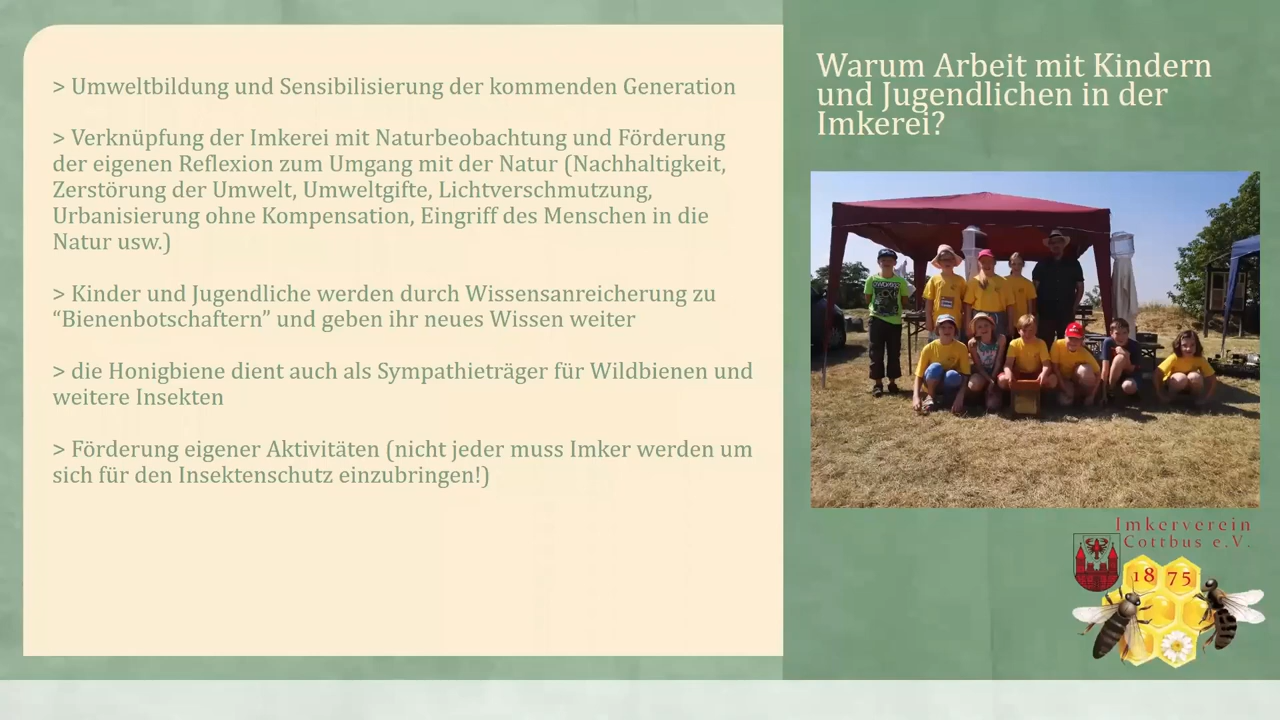 > Umweltbildung und Sensibilisierung der kommenden Generation
> Verknüpfung der Imkerei mit Naturbeobachtung und Förderung
der eigenen Reflexion zum Umgang mit der Natur (Nachhaltigkeit,
Zerstörung der Umwelt, Umweltgifte, Lichtverschmutzung,
Urbanisierung ohne Kompensation, Eingriff des Menschen in die
Natur usw.)
> Kinder und Jugendliche werden durch Wissensanreicherung zu
“Bienenbotschaftern” und geben ihr neues Wissen weiter
> die Honigbiene dient auch als Sympathieträger für Wildbienen und
weitere Insekten
> Förderung eigener Aktivitäten (nicht jeder muss Imker werden um
sich für den Insektenschutz einzubringen!)
Warum Arbeit mit Kindern
und Jugendlichen in der
Imkerei?
Imkerverein
Cottbus e.V.
1875